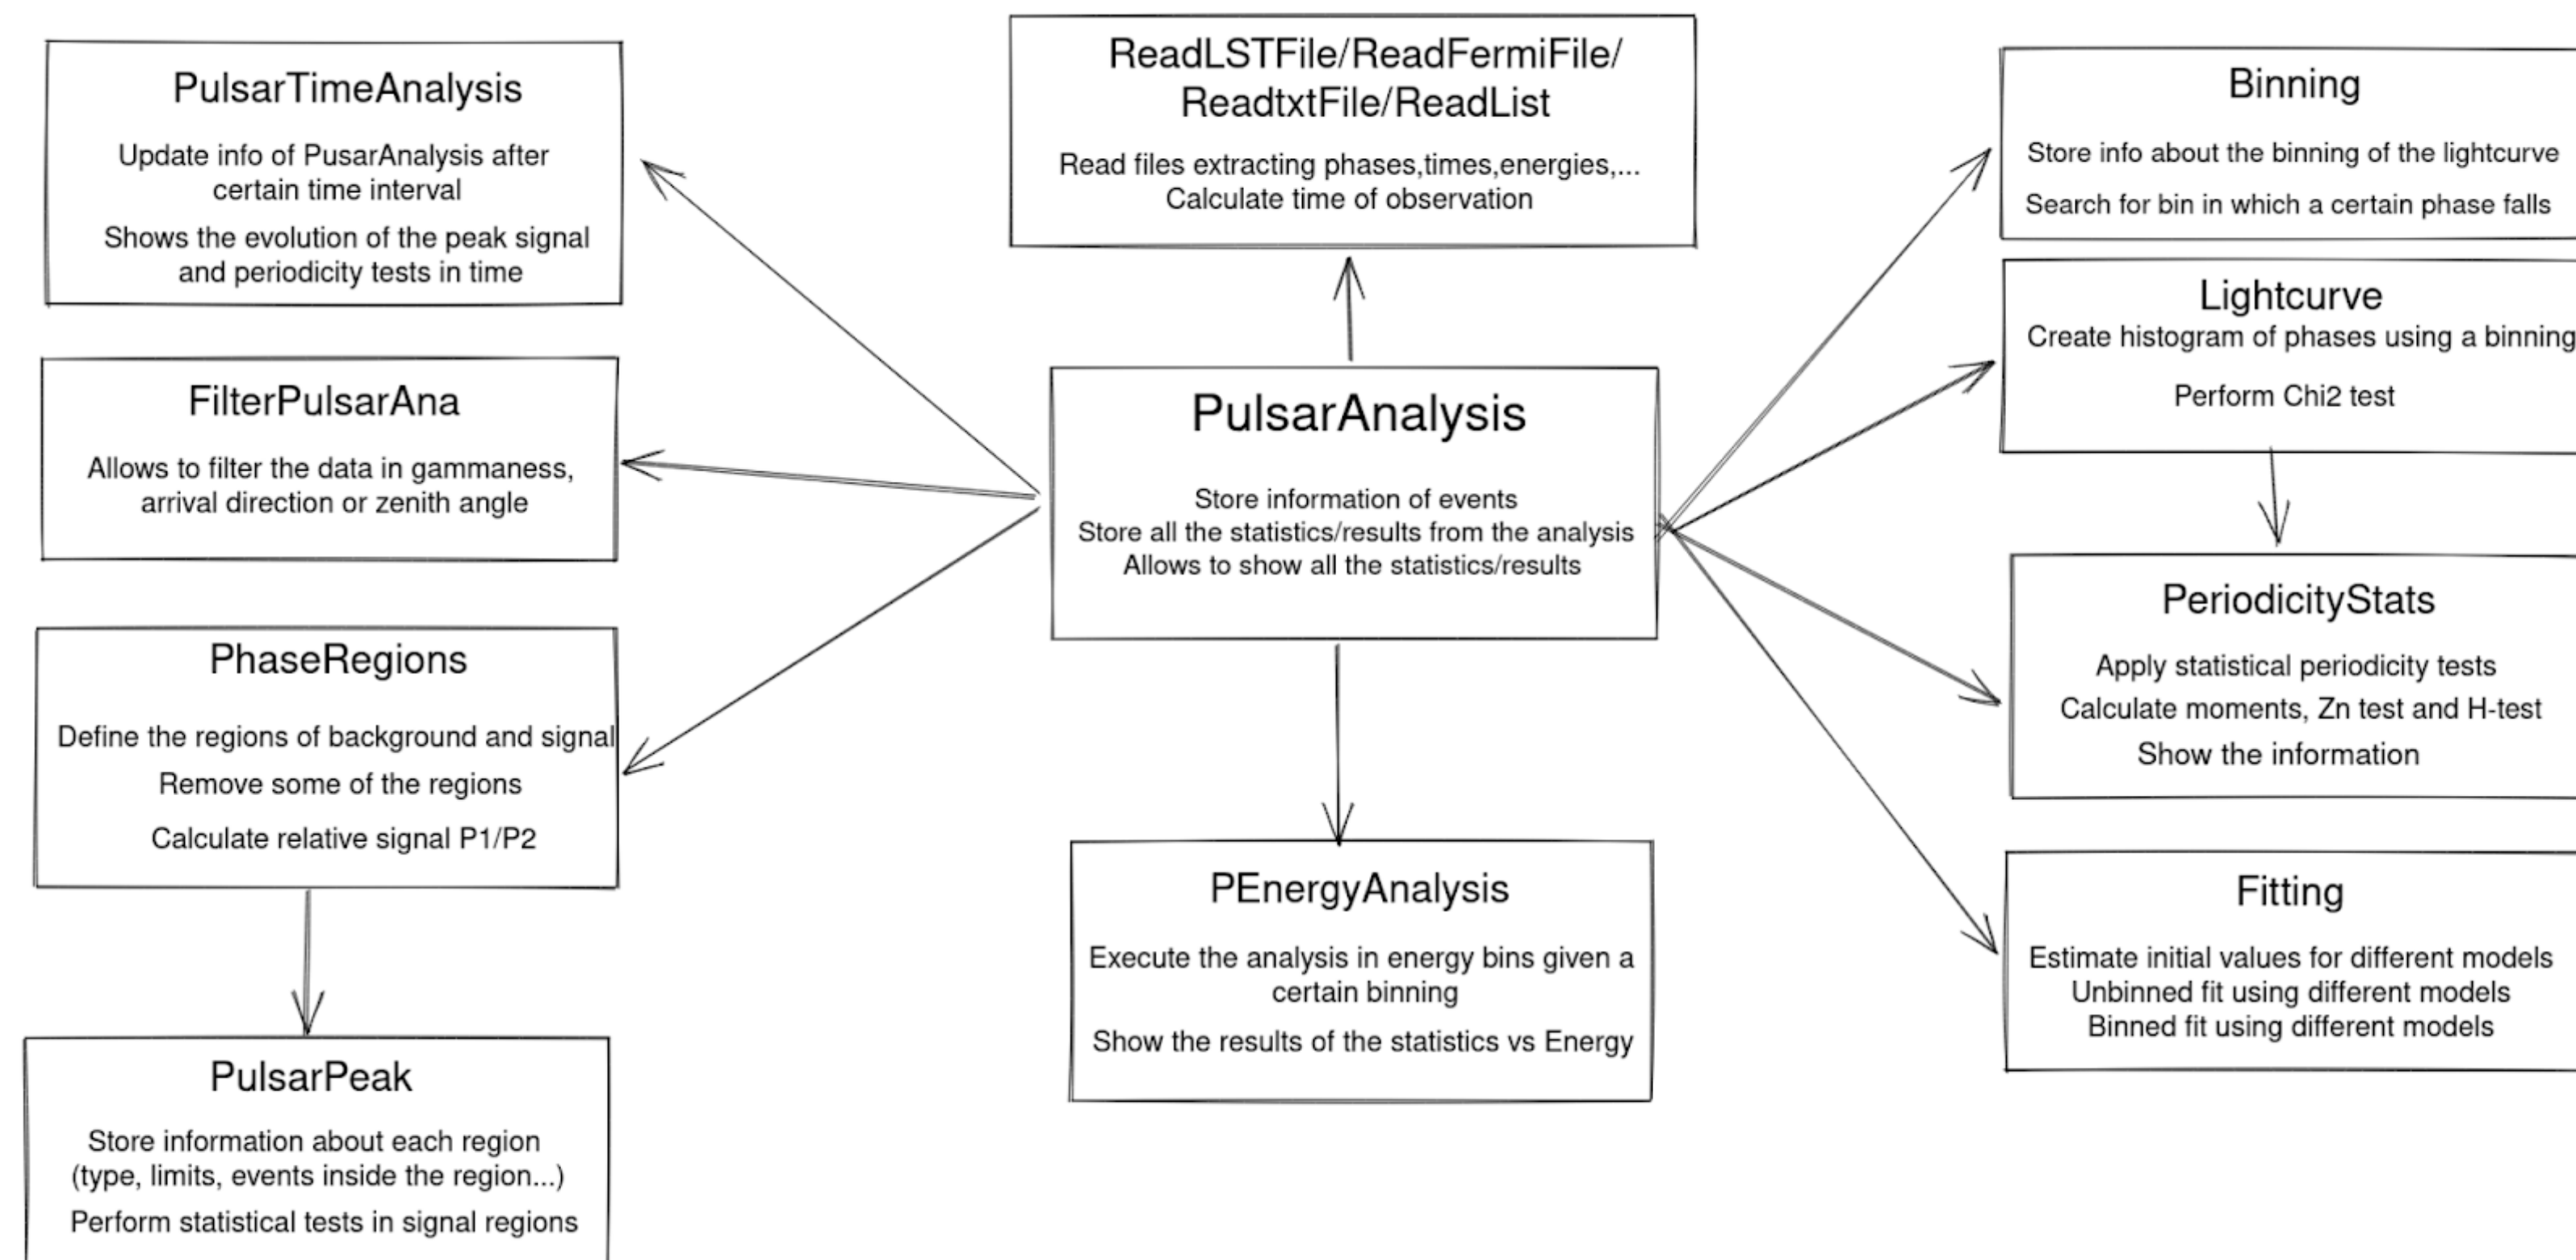 PulsarTimeAnalysis
Update info of PusarAnalysis after
certain time interval
Shows the evolution of the peak signal
and periodicity tests in time
FilterPulsarAna
Allows to filter the data in gammaness,
arrival direction or zenith angle
PhaseRegions
Define the regions of background and signal
Remove some of the regions
Calculate relative signal P1/P2
PulsarPeak
Store information about each region
(type, limits, events inside the region...)
Perform statistical tests in signal regions
ReadLSTFile/ReadFermiFile/
ReadtxtFile/ReadList
Read files extracting phases,times,energies,...
Calculate time of observation
PulsarAnalysis
Store information of events
Store all the statistics/results from the analysis
Allows to show all the statistics/results
PEnergyAnalysis
Execute the analysis in energy bins given a
certain binning
Show the results of the statistics vs Energy
Binning
Store info about the binning of the lightcurve
Search for bin in which a certain phase falls
Lightcurve
Create histogram of phases using a binning
Perform Chi2 test
PeriodicityStats
Apply statistical periodicity tests
Calculate moments, Zn test and H-test
Show the information
Fitting
Estimate initial values for different models
Unbinned fit using different models
Binned fit using different models